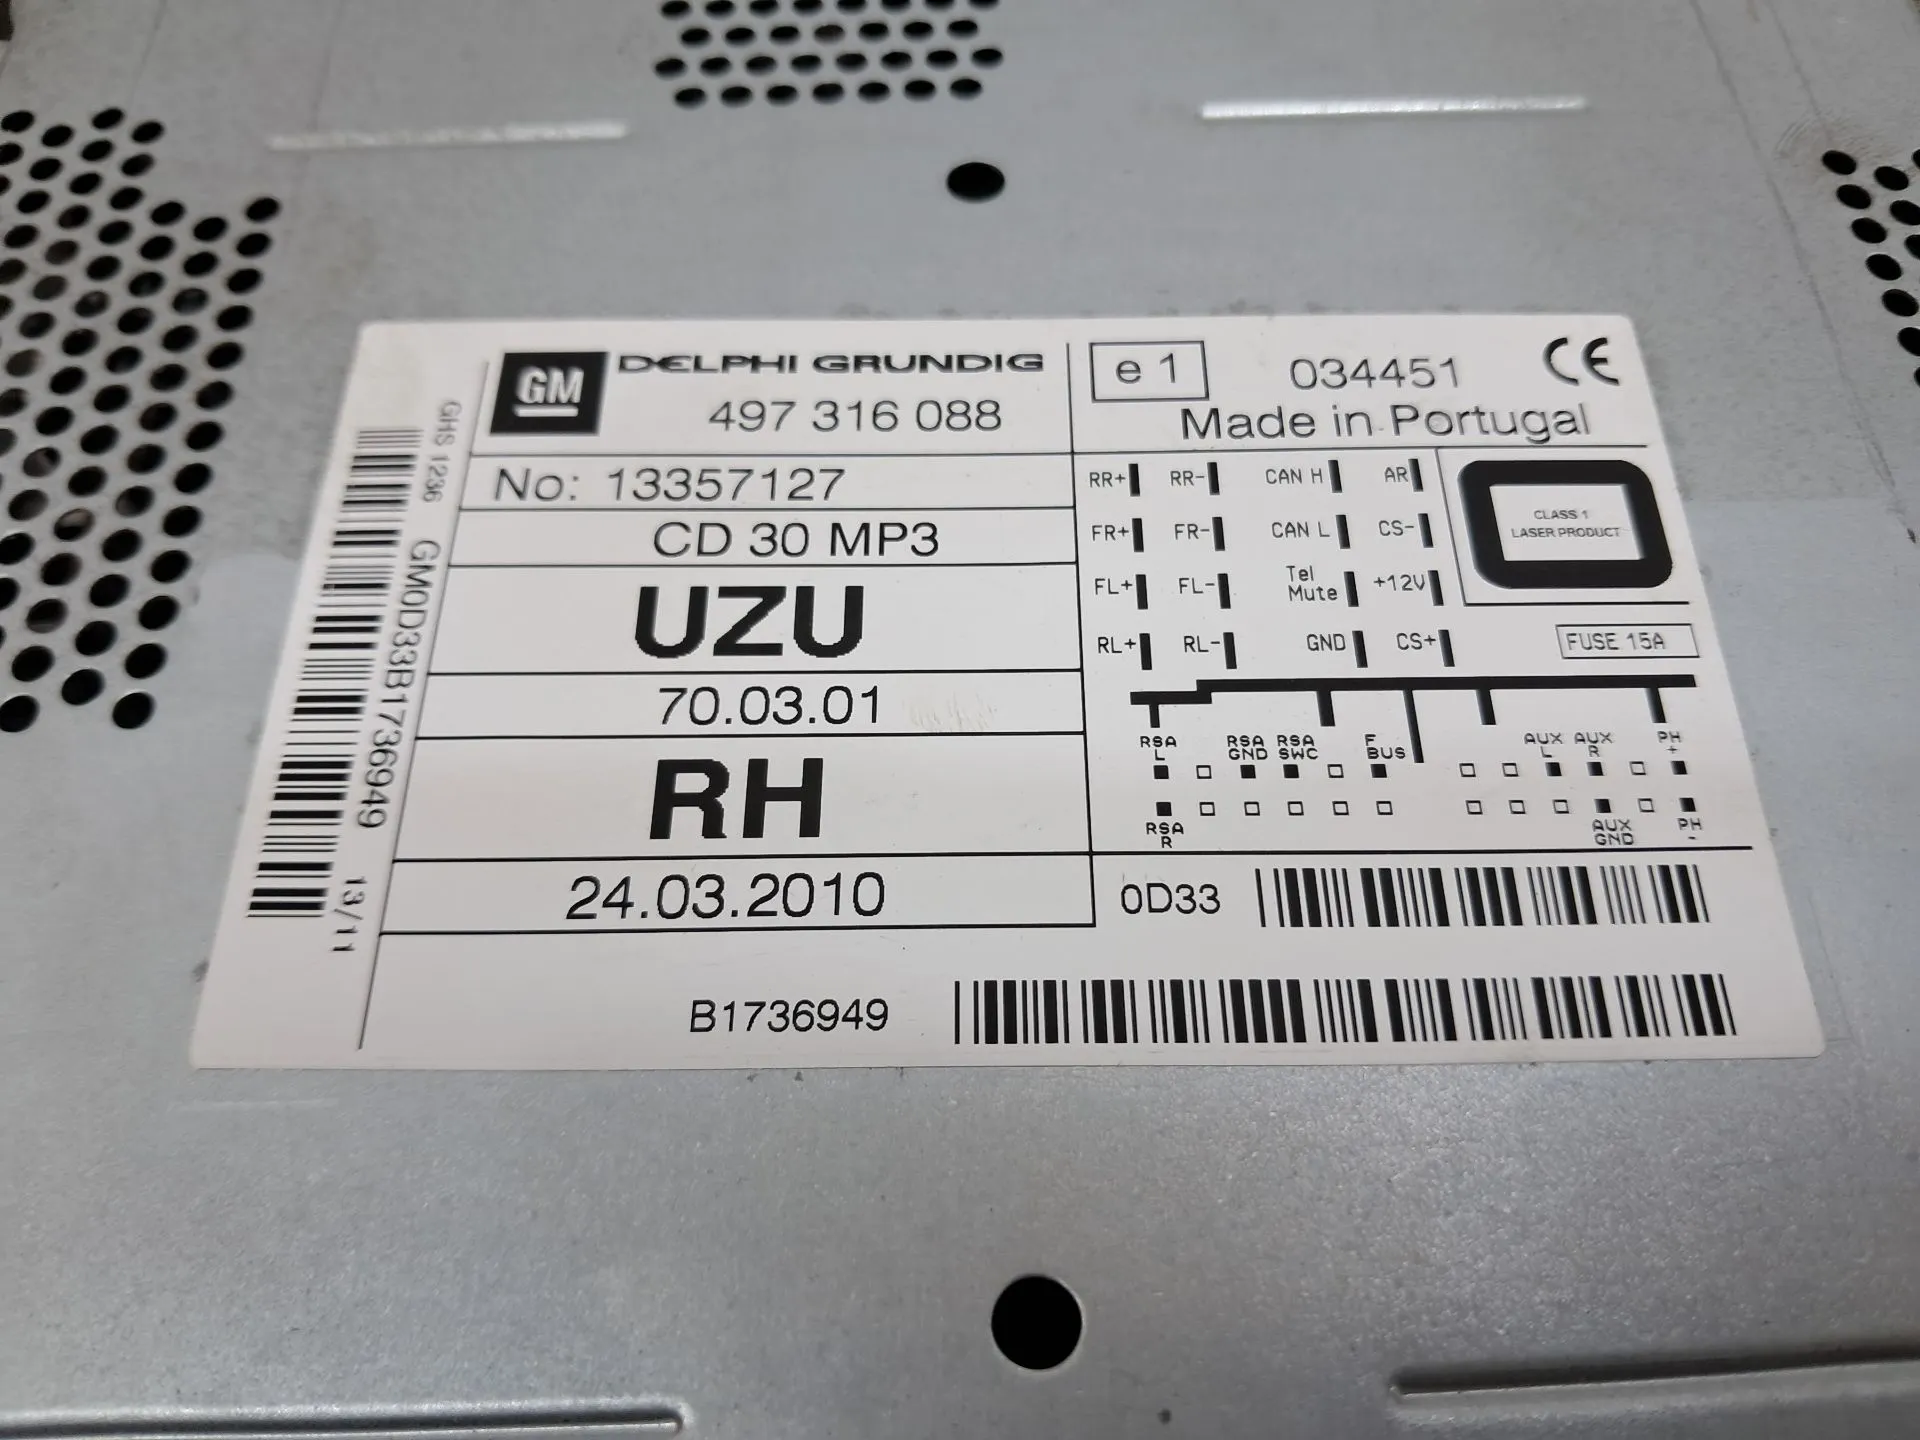 GM DELPHI GRUNDIG
497 316 088
No: 13357127
CD 30 MP3
UZU
70.03.01
RH
24.03.2010
e1 034451 CE
Made in Portugal
RR+ RR- CAN H AR
FR+ FR- CAN L CS-
FL+ FL- Tel Mute +12V
RL+ RL- GND CS+
CLASS 1
LASER PRODUCT
FUSE 15A
RSA L RSA GND RSA SWC F BUS AUX L AUX R PH +
RSA R AUX GND PH -
0D33
B1736949
GHS 1236
GM0D33B1736949 13/11